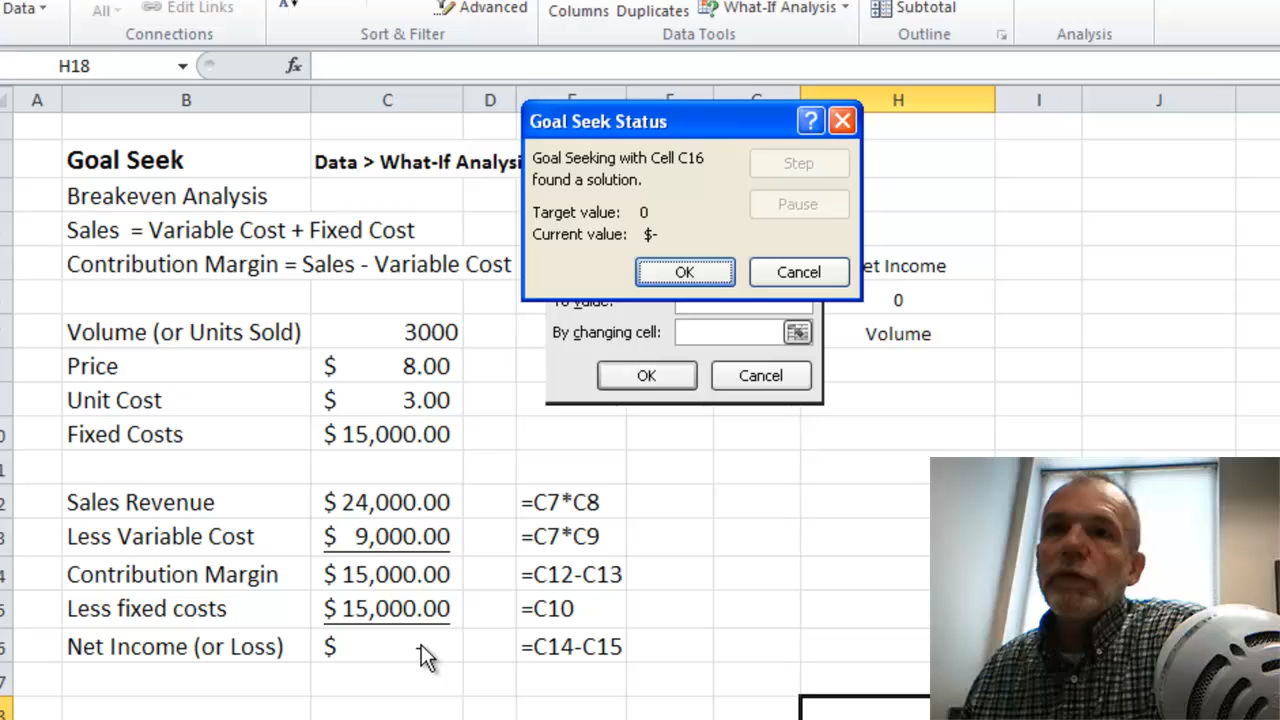 Data
All
Edit Links
Advanced
Columns Duplicates What-If Analysis
Subtotal
Connections
Sort & Filter
Data Tools
Outline
Analysis
H18 fx
A B C D H I J
Goal Seek Data > What-If Analysi
Breakeven Analysis
Sales = Variable Cost + Fixed Cost
Contribution Margin = Sales - Variable Cost
Volume (or Units Sold) 3000
Price $ 8.00
Unit Cost $ 3.00
Fixed Costs $ 15,000.00
Sales Revenue $ 24,000.00 =C7*C8
Less Variable Cost $ 9,000.00 =C7*C9
Contribution Margin $ 15,000.00 =C12-C13
Less fixed costs $ 15,000.00 =C10
Net Income (or Loss) $ =C14-C15
Goal Seek Status
Goal Seeking with Cell C16
found a solution.
Target value: 0
Current value: $-
Step
Pause
OK Cancel
To value:
By changing cell:
OK Cancel
et Income
0
Volume